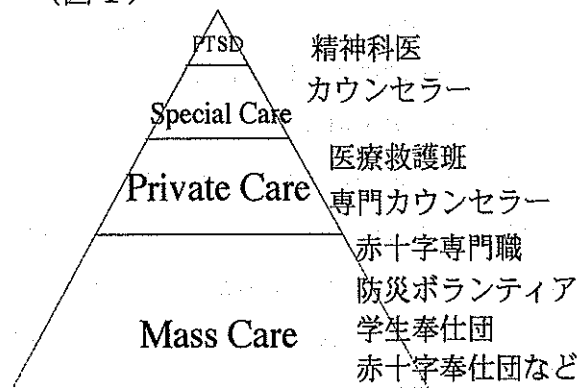 PTSD
精神科医
カウンセラー
Special Care
医療救護班
Private Care
専門カウンセラー
赤十字専門職
防災ボランティア
Mass Care
学生奉仕団
赤十字奉仕団など